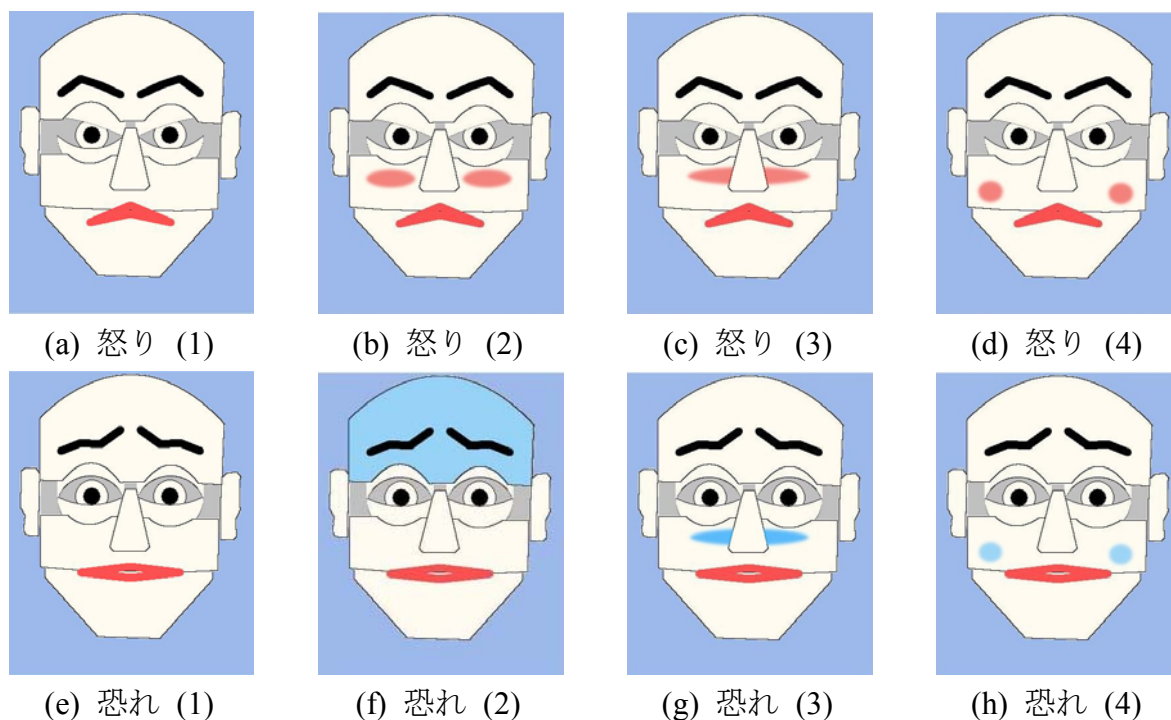 (a) 怒り (1)
(b) 怒り (2)
(c) 怒り (3)
(d) 怒り (4)
(e) 恐れ (1)
(f) 恐れ (2)
(g) 恐れ (3)
(h) 恐れ (4)